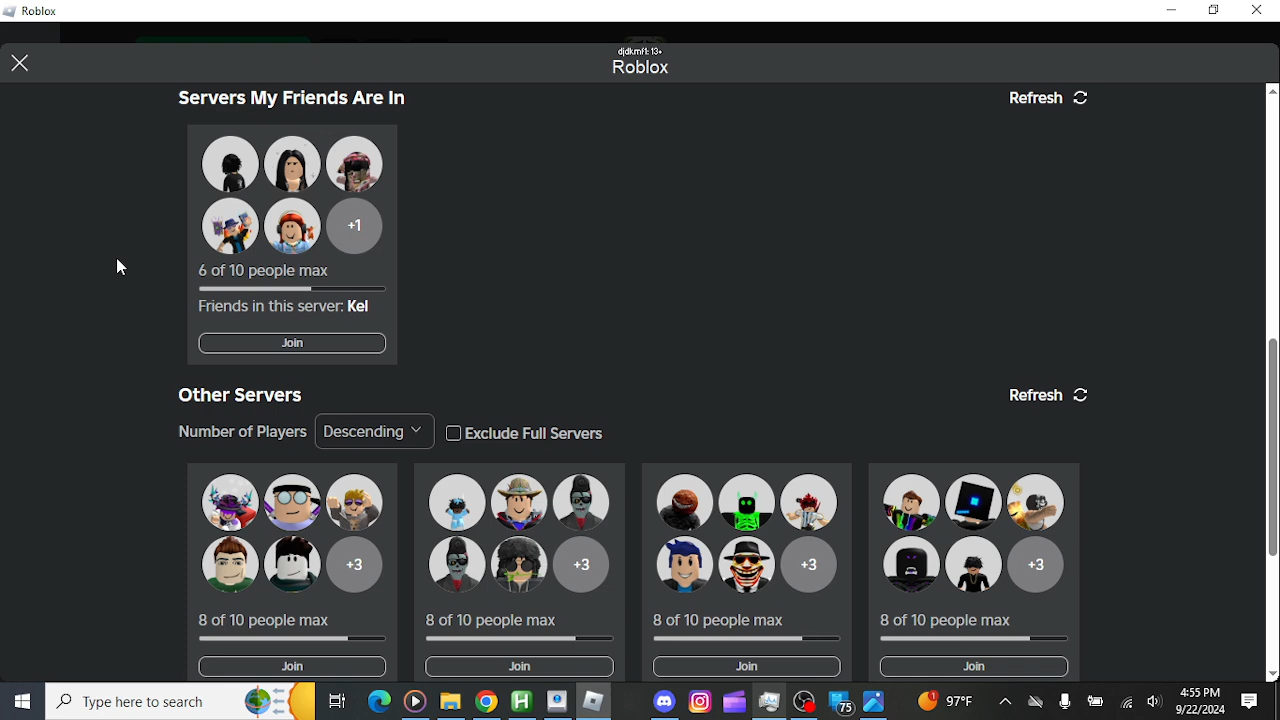 Roblox
djdkmft: 13+
Roblox
Servers My Friends Are In
Refresh
+1
6 of 10 people max
Friends in this server: Kel
Join
Other Servers
Refresh
Number of Players
Descending
Exclude Full Servers
+3
+3
+3
+3
8 of 10 people max
8 of 10 people max
8 of 10 people max
8 of 10 people max
Join
Join
Join
Join
Type here to search
H
75
1
97°F
4:55 PM
9/22/2024